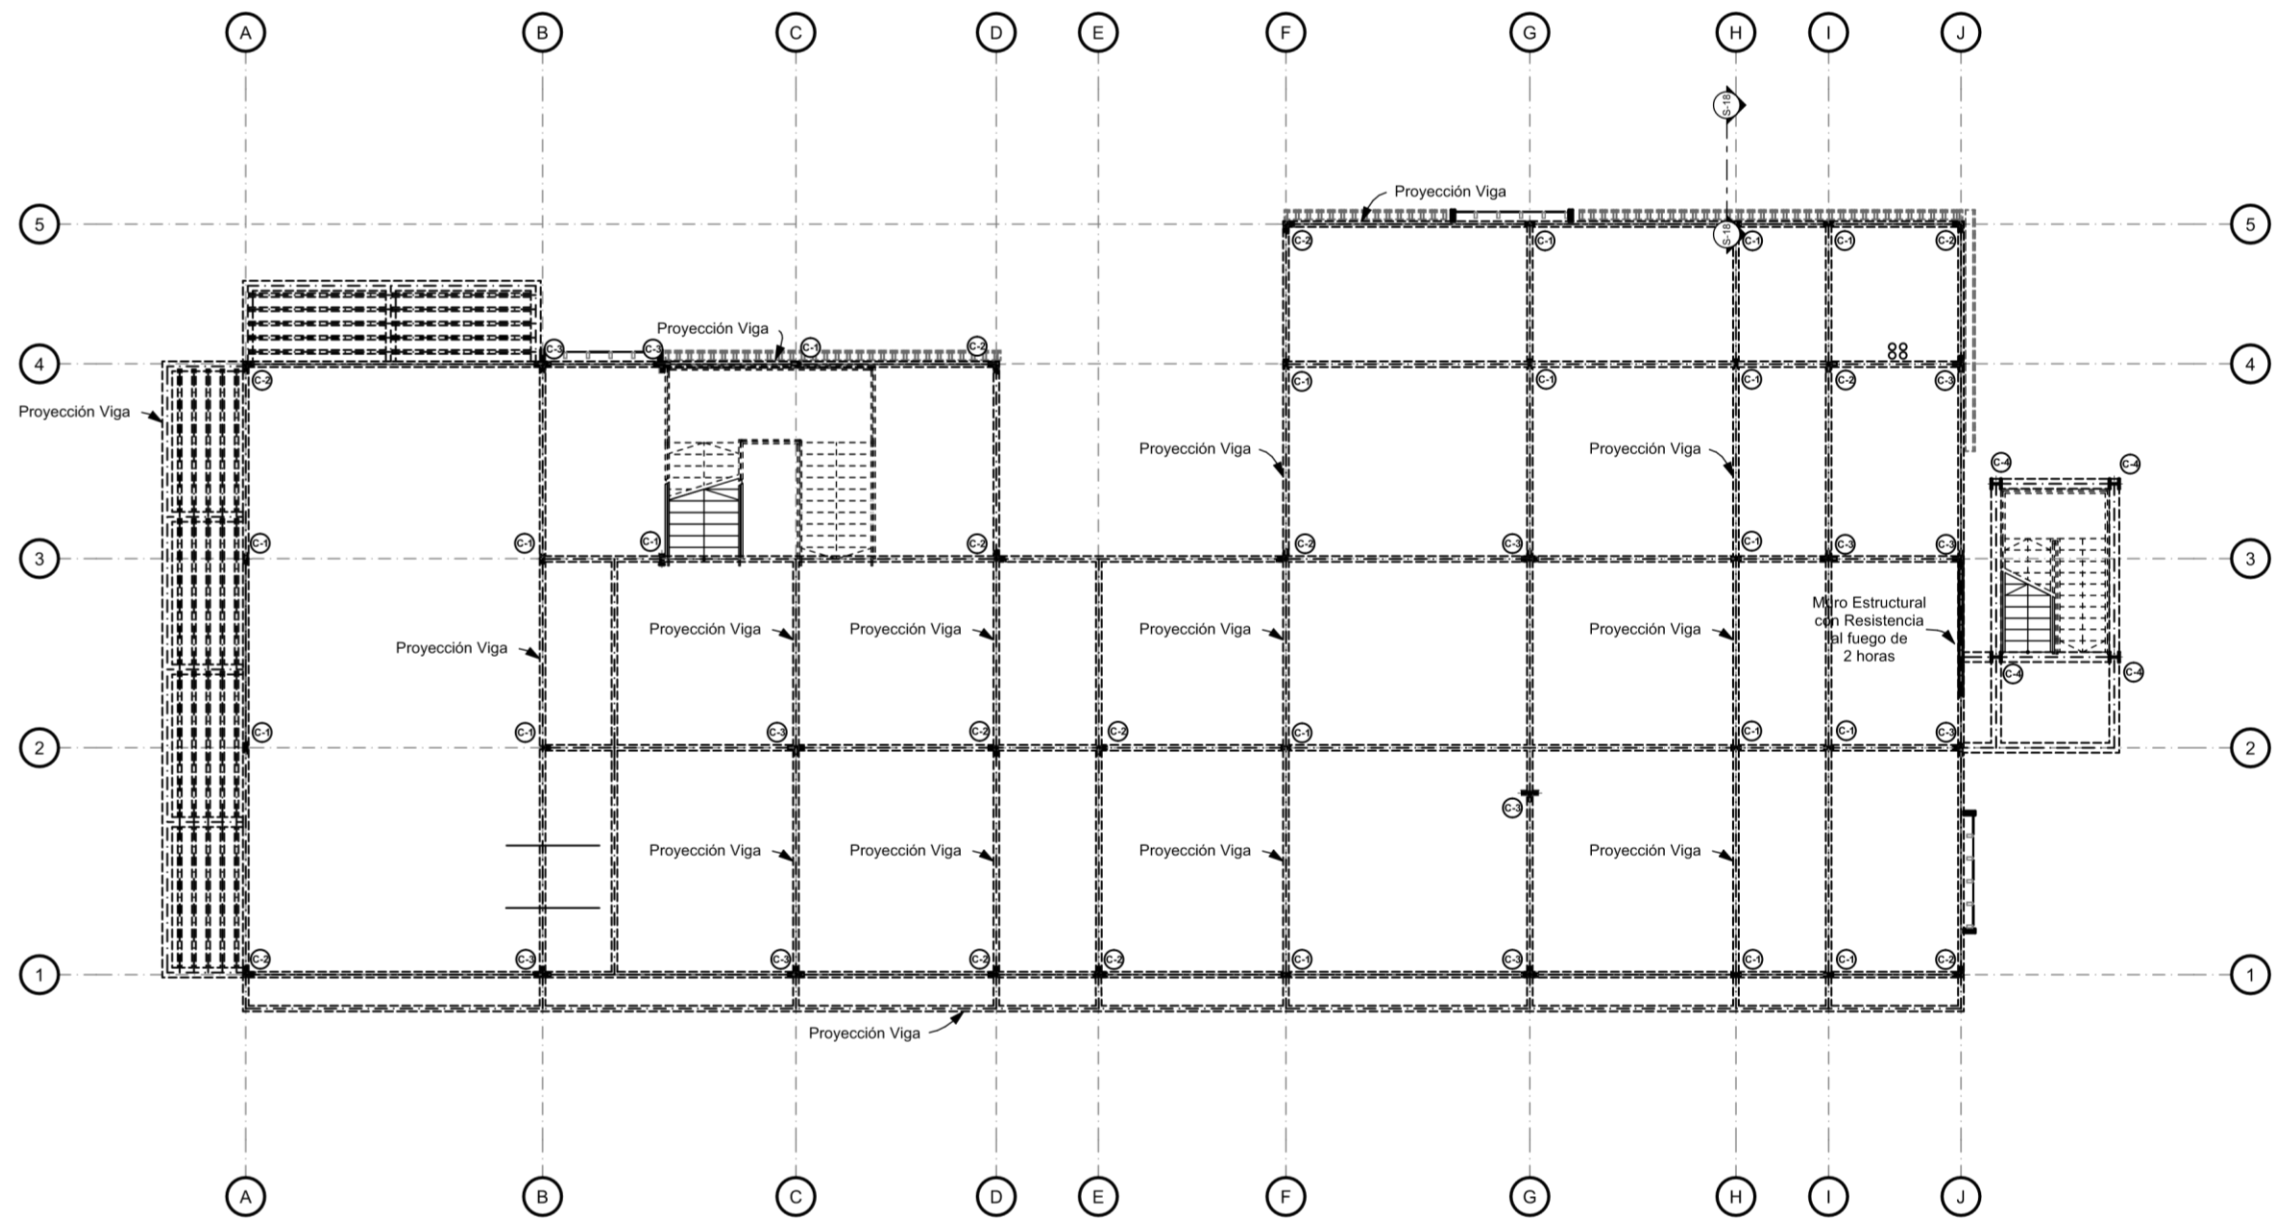 A B C D E F G H I J
S-18
Proyección Viga
5 5
S-18
C-2 C-1 C-1 C-1 C-2
Proyección Viga
C-3 C-3 C-1 C-2
4 4
C-2 C-1 C-1 C-1 C-2 C-3
Proyección Viga
Proyección Viga Proyección Viga
C-4 C-4
C-1 C-1 C-1 C-2 C-2 C-3 C-1 C-3 C-3
3 3
Muro Estructural
con Resistencia
al fuego de
2 horas
Proyección Viga Proyección Viga Proyección Viga Proyección Viga
Proyección Viga
C-4 C-4
C-1 C-1 C-3 C-2 C-2 C-1 C-1 C-1 C-3
2 2
C-3
Proyección Viga Proyección Viga Proyección Viga Proyección Viga
C-2 C-3 C-3 C-2 C-2 C-1 C-3 C-1 C-1 C-2
1 1
Proyección Viga
A B C D E F G H I J